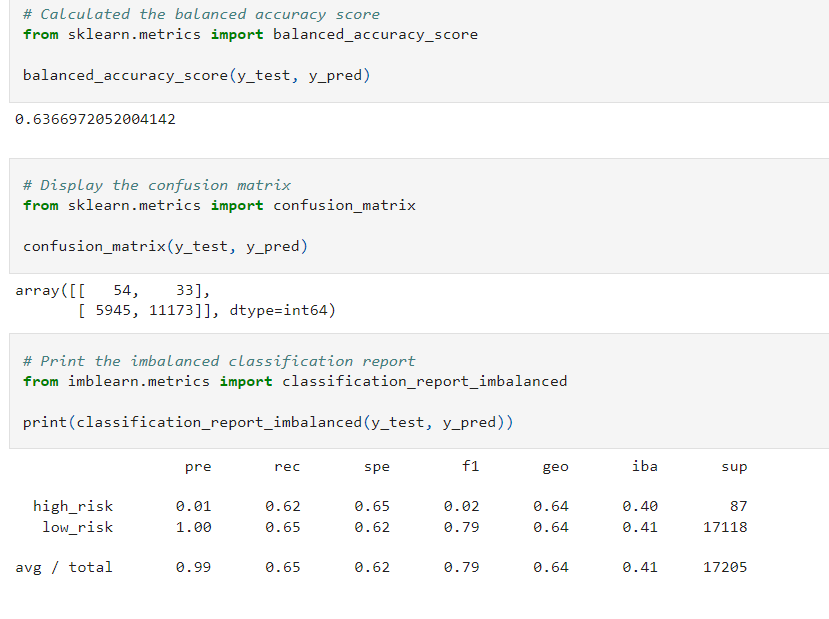 # Calculated the balanced accuracy score
from sklearn.metrics import balanced_accuracy_score
balanced_accuracy_score(y_test, y_pred)
0.6366972052004142
# Display the confusion matrix
from sklearn.metrics import confusion_matrix
confusion_matrix(y_test, y_pred)
array([[   54,    33],
       [ 5945, 11173]], dtype=int64)
# Print the imbalanced classification report
from imblearn.metrics import classification_report_imbalanced
print(classification_report_imbalanced(y_test, y_pred))
                   pre       rec       spe        f1       geo       iba       sup
  high_risk       0.01      0.62      0.65      0.02      0.64      0.40        87
   low_risk       1.00      0.65      0.62      0.79      0.64      0.41     17118
avg / total       0.99      0.65      0.62      0.79      0.64      0.41     17205